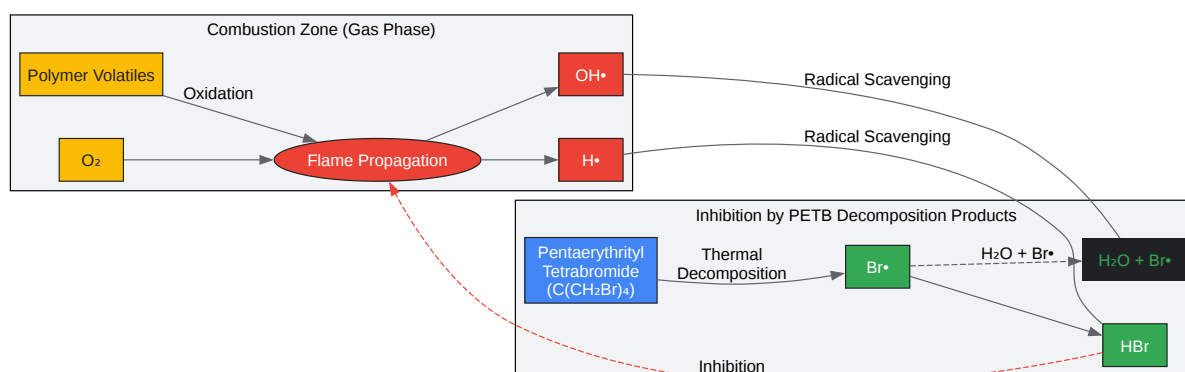 Combustion Zone (Gas Phase)
Polymer Volatiles
OH•
Radical Scavenging
Oxidation
Radical Scavenging
O₂
Flame Propagation
H•
Inhibition by PETB Decomposition Products
Pentaerythrityl
Tetrabromide
(C(CH₂Br)₄)
Thermal
Decomposition
Br•
H₂O + Br•
H₂O + Br•
HBr
Inhibition